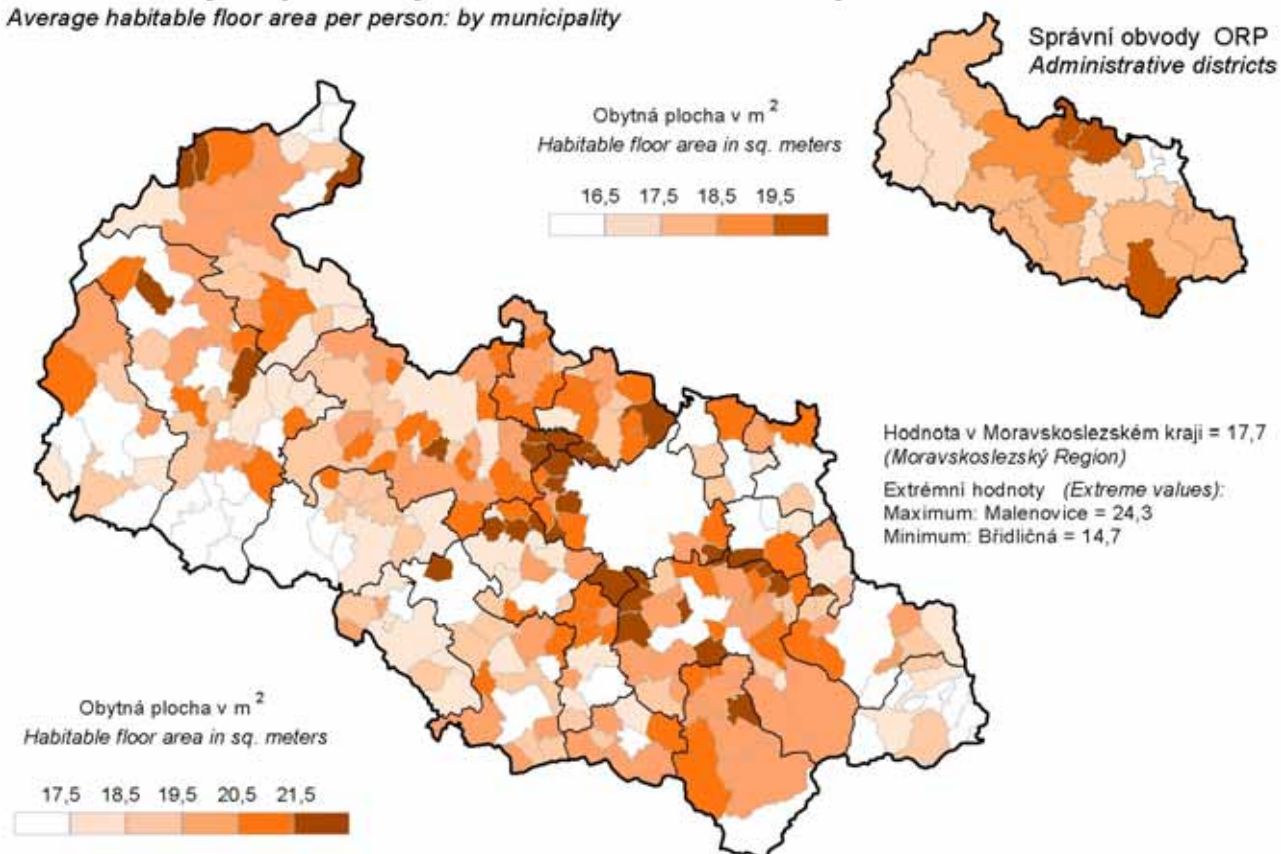 Average habitable floor area per person: by municipality
Správní obvody ORP
Administrative districts
Obytná plocha v m 2
Habitable floor area in sq. meters
16,5 17,5 18,5 19,5
Hodnota v Moravskoslezském kraji = 17,7
(Moravskoslezský Region)
Extrémní hodnoty (Extreme values):
Maximum: Malenovice = 24,3
Minimum: Břidličná = 14,7
Obytná plocha v m 2
Habitable floor area in sq. meters
17,5 18,5 19,5 20,5 21,5